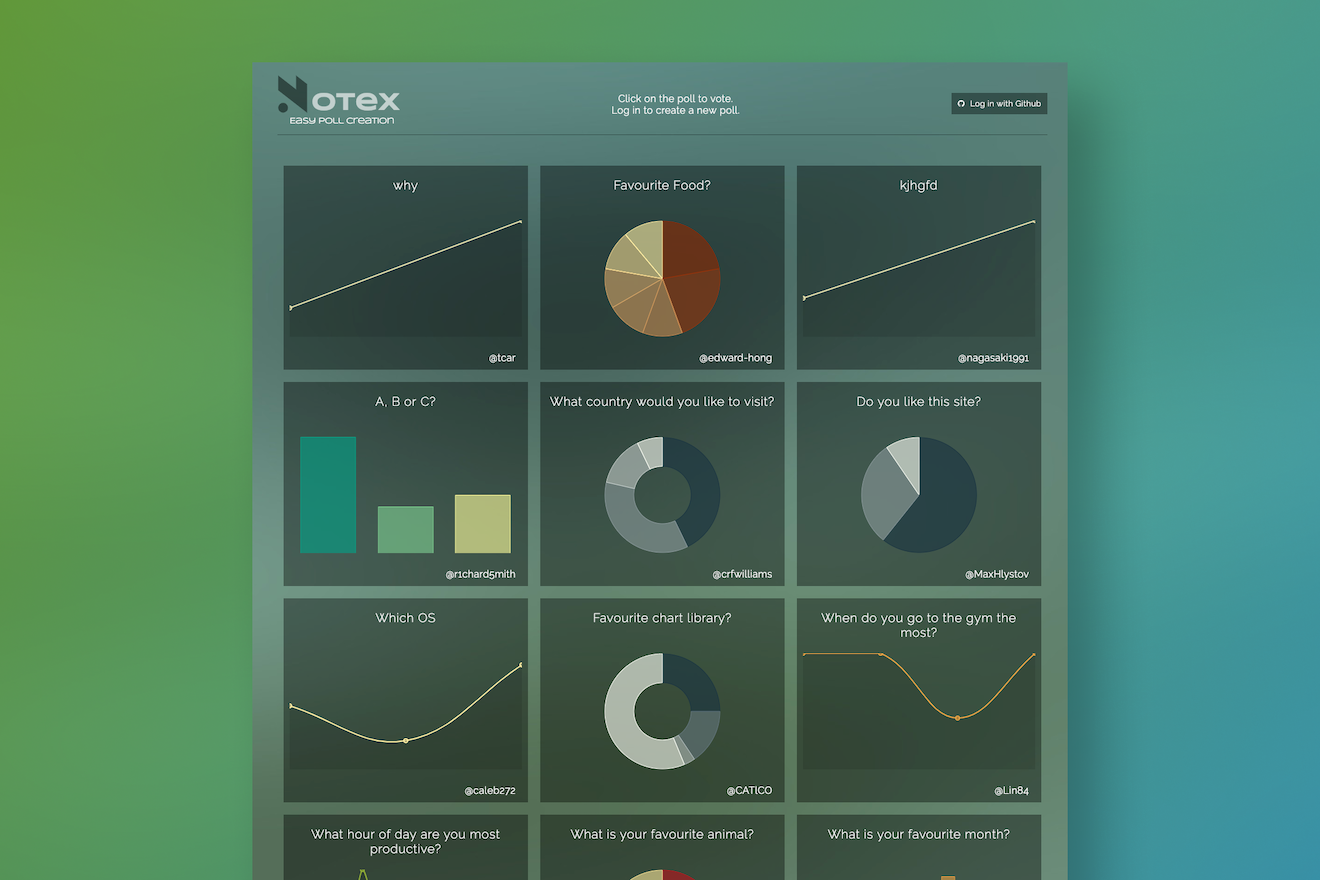 Notex
EASY POLL CREATION
Click on the poll to vote.
Log in to create a new poll.
Log in with Github
why
@tcar
Favourite Food?
@edward-hong
kjhgfd
@nagasaki1991
A, B or C?
@r1chard5mith
What country would you like to visit?
@crfwilliams
Do you like this site?
@MaxHlystov
Which OS
@caleb272
Favourite chart library?
@CATICO
When do you go to the gym the
most?
@Lin84
What hour of day are you most
productive?
What is your favourite animal?
What is your favourite month?